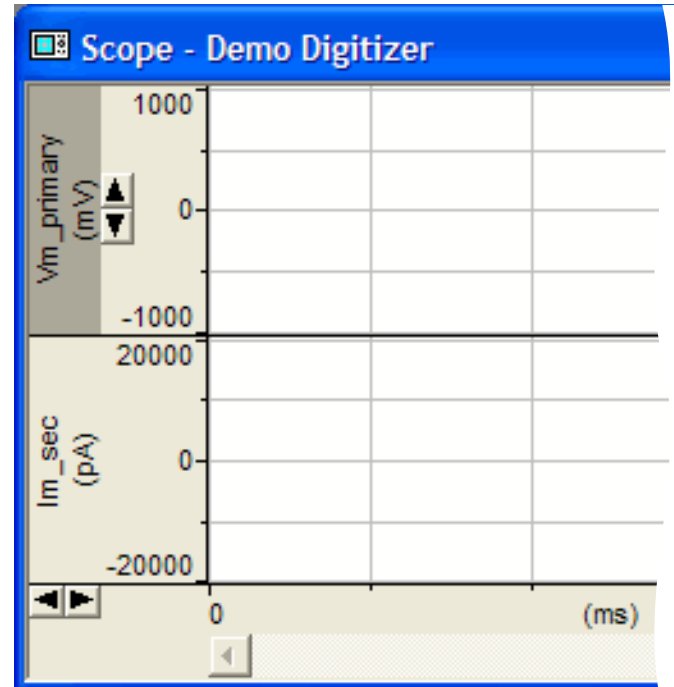 Scope - Demo Digitizer
Vm_primary
(mV)
1000
0
-1000
Im_sec
(pA)
20000
0
-20000
0
(ms)